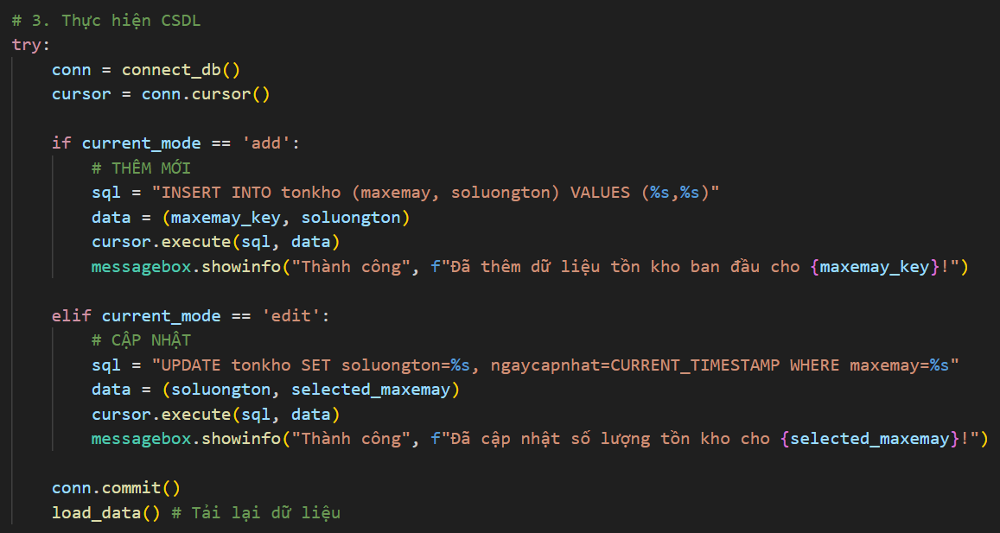 # 3. Thực hiện CSDL
try:
    conn = connect_db()
    cursor = conn.cursor()

    if current_mode == 'add':
        # THÊM MỚI
        sql = "INSERT INTO tonkho (maxemay, soluongton) VALUES (%s,%s)"
        data = (maxemay_key, soluongton)
        cursor.execute(sql, data)
        messagebox.showinfo("Thành công", f"Đã thêm dữ liệu tồn kho ban đầu cho {maxemay_key}!")

    elif current_mode == 'edit':
        # CẬP NHẬT
        sql = "UPDATE tonkho SET soluongton=%s, ngaycapnhat=CURRENT_TIMESTAMP WHERE maxemay=%s"
        data = (soluongton, selected_maxemay)
        cursor.execute(sql, data)
        messagebox.showinfo("Thành công", f"Đã cập nhật số lượng tồn kho cho {selected_maxemay}!")

    conn.commit()
    load_data() # Tải lại dữ liệu